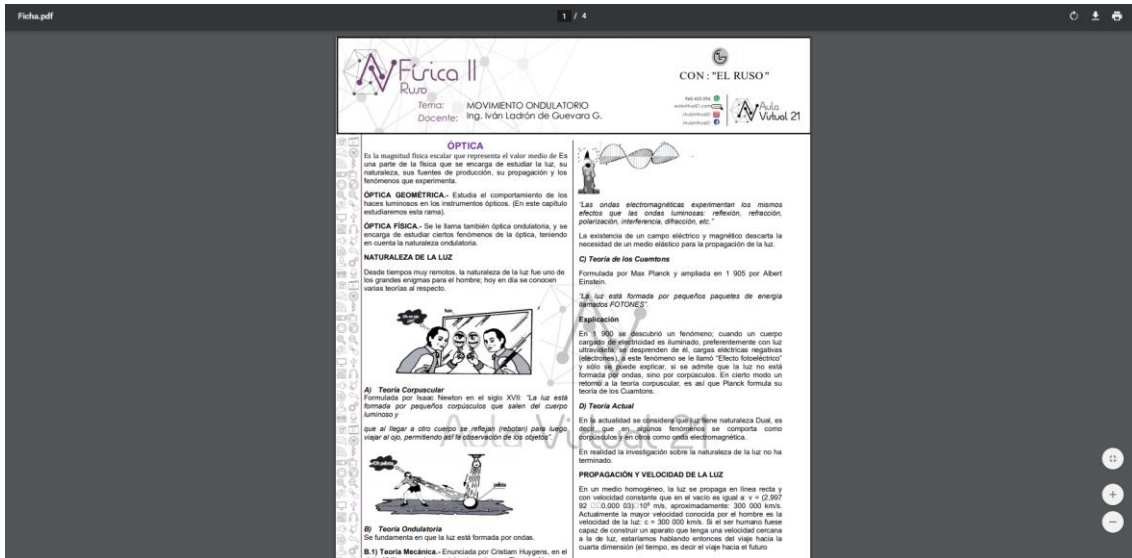 Ficha.pdf
1 / 4
Física II
Ruso
Tema: MOVIMIENTO ONDULATORIO
Docente: Ing. Iván Ladrón de Guevara G.
CON : "EL RUSO"
Aula
Virtual 21
ÓPTICA
Es la magnitud física escalar que representa el valor medio de Es
una parte de la física que se encarga de estudiar la luz, su
naturaleza, sus fuentes de producción, su propagación y los
fenómenos que experimenta.
ÓPTICA GEOMÉTRICA.- Estudia el comportamiento de los
haces luminosos en los instrumentos ópticos. (En este capítulo
estudiaremos esta rama).
ÓPTICA FÍSICA.- Se le llama también óptica ondulatoria, y se
encarga de estudiar ciertos fenómenos de la óptica, teniendo
en cuenta la naturaleza ondulatoria.
NATURALEZA DE LA LUZ
Desde tiempos muy remotos, la naturaleza de la luz fue uno de
los grandes enigmas para el hombre; hoy en día se conocen
varias teorías al respecto.
A) Teoría Corpuscular
Formulada por Isaac Newton en el siglo XVII: "La luz está
formada por pequeños corpúsculos que salen del cuerpo
luminoso y
que al llegar a otro cuerpo se reflejan (rebotan) para luego
viajar al ojo, permitiendo así la observación de los objetos".
pelota
B) Teoría Ondulatoria
Se fundamenta en que la luz está formada por ondas.
B.1) Teoría Mecánica.- Enunciada por Cristiam Huygens, en el
"Las ondas electromagnéticas experimentan los mismos
efectos que las ondas luminosas: reflexión, refracción,
polarización, interferencia, difracción, etc."
La existencia de un campo eléctrico y magnético descarta la
necesidad de un medio elástico para la propagación de la luz.
C) Teoría de los Cuamtons
Formulada por Max Planck y ampliada en 1 905 por Albert
Einstein.
"La luz está formada por pequeños paquetes de energía
llamados FOTONES".
Explicación
En 1 900 se descubrió un fenómeno; cuando un cuerpo
cargado de electricidad es iluminado, preferentemente con luz
ultravioleta, se desprenden de él, cargas eléctricas negativas
(electrones), a este fenómeno se le llamó "Efecto fotoeléctrico"
y sólo se puede explicar, si se admite que la luz no está
formada por ondas, sino por corpúsculos. En cierto modo un
retorno a la teoría corpuscular, es así que Planck formula su
teoría de los Cuamtons.
D) Teoría Actual
En la actualidad se considera que luz tiene naturaleza Dual, es
decir que en algunos fenómenos se comporta como
corpúsculos y en otros como onda electromagnética.
En realidad la investigación sobre la naturaleza de la luz no ha
terminado.
PROPAGACIÓN Y VELOCIDAD DE LA LUZ
En un medio homogéneo, la luz se propaga en línea recta y
con velocidad constante que en el vacío es igual a: v = (2,997
92 □□0,000 03)□10⁸ m/s, aproximadamente: 300 000 km/s.
Actualmente la mayor velocidad conocida por el hombre es la
velocidad de la luz: c = 300 000 km/s. Si el ser humano fuese
capaz de construir un aparato que tenga una velocidad cercana
a la de luz, estaríamos hablando entonces del viaje hacia la
cuarta dimensión (el tiempo, es decir el viaje hacia el futuro
Aula Virtual 21